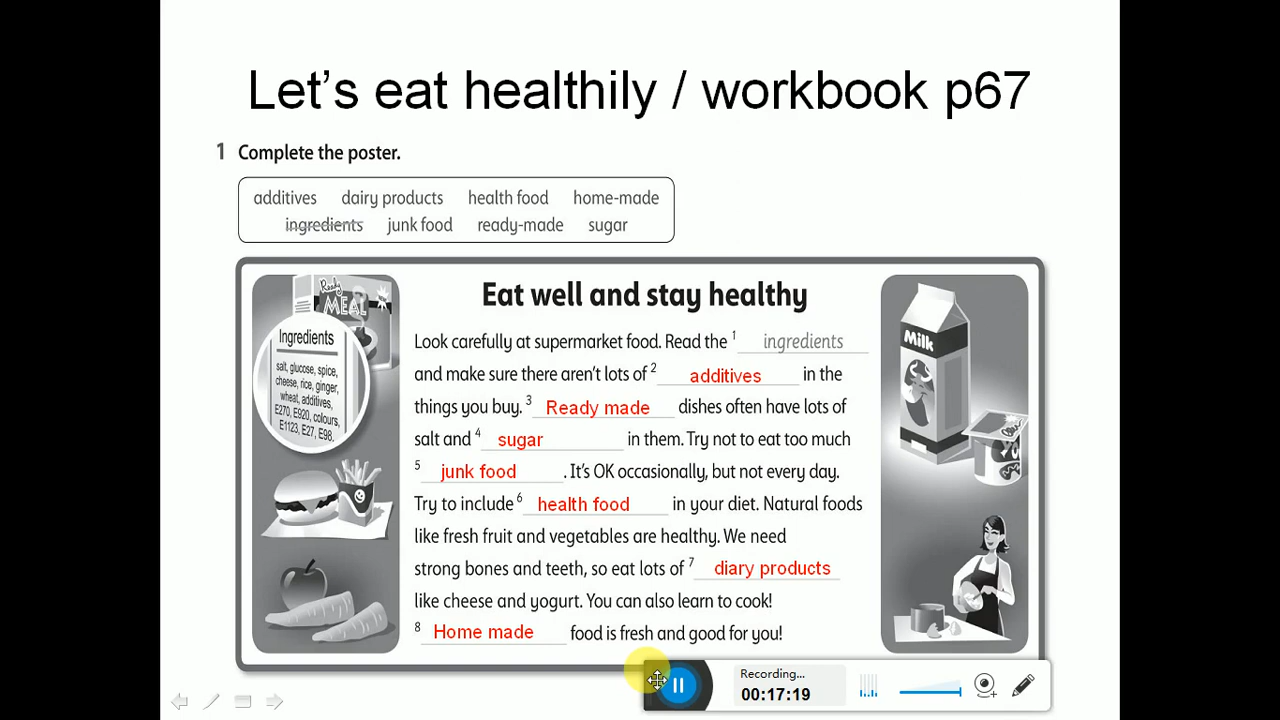 Let's eat healthily / workbook p67
1 Complete the poster.
additives dairy products health food home-made
ingredients junk food ready-made sugar
Eat well and stay healthy
Ready
MEAL
Ingredients
salt, glucose, spice,
cheese, rice, ginger,
wheat, additives,
E270, E920, colours,
E1123, E27, E98,
Milk
Look carefully at supermarket food. Read the 1 ingredients
and make sure there aren't lots of 2 additives in the
things you buy. 3 Ready made dishes often have lots of
salt and 4 sugar in them. Try not to eat too much
5 junk food . It's OK occasionally, but not every day.
Try to include 6 health food in your diet. Natural foods
like fresh fruit and vegetables are healthy. We need
strong bones and teeth, so eat lots of 7 diary products
like cheese and yogurt. You can also learn to cook!
8 Home made food is fresh and good for you!
Recording...
00:17:19